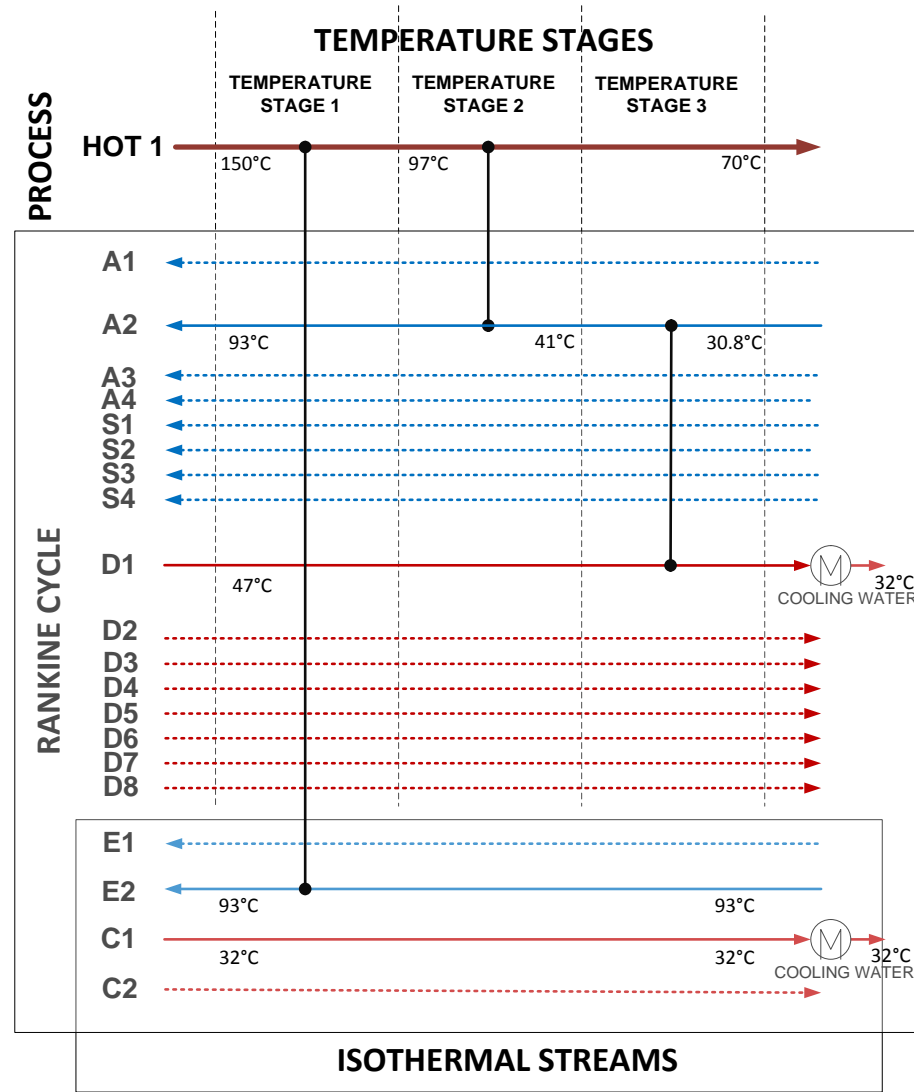 TEMPERATURE STAGES
TEMPERATURE STAGE 1
TEMPERATURE STAGE 2
TEMPERATURE STAGE 3
PROCESS
HOT 1
150°C
97°C
70°C
A1
A2
93°C
41°C
30.8°C
A3
A4
S1
S2
S3
S4
RANKINE CYCLE
D1
47°C
M
32°C
COOLING WATER
D2
D3
D4
D5
D6
D7
D8
E1
E2
93°C
93°C
C1
32°C
32°C
M
32°C
COOLING WATER
C2
ISOTHERMAL STREAMS